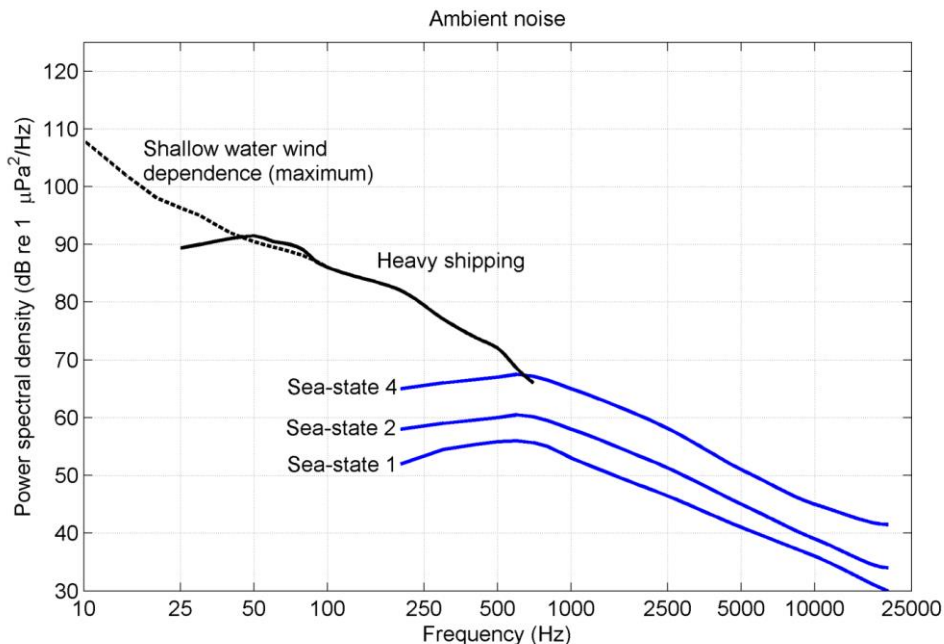 Ambient noise
Power spectral density (dB re 1 μPa²/Hz)
120
110
100
90
80
70
60
50
40
30
Shallow water wind
dependence (maximum)
Heavy shipping
Sea-state 4
Sea-state 2
Sea-state 1
10 25 50 100 250 500 1000 2500 5000 10000 25000
Frequency (Hz)